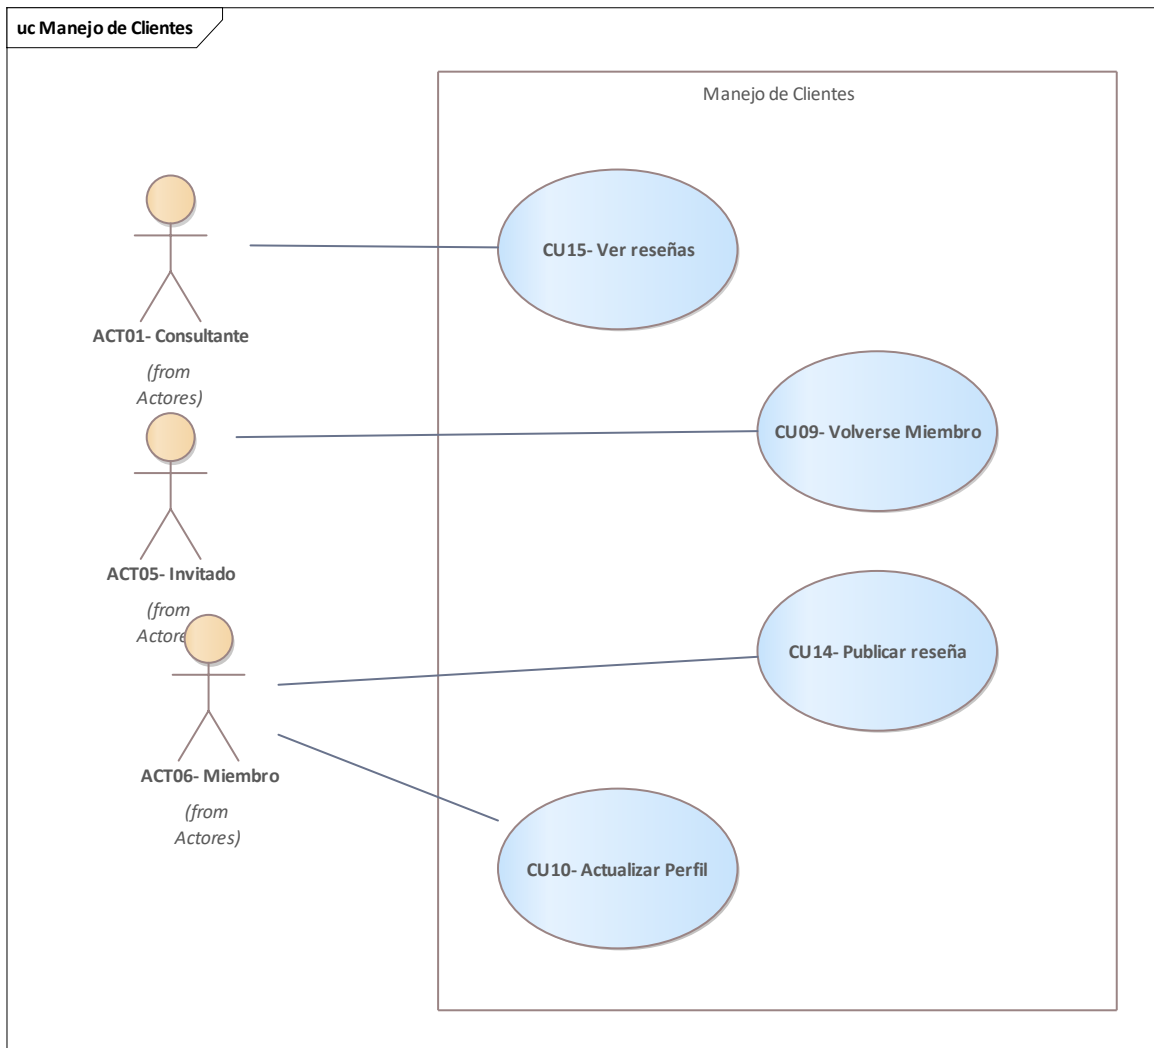 uc Manejo de Clientes
Manejo de Clientes
CU15- Ver reseñas
ACT01- Consultante
(from
Actores)
CU09- Volverse Miembro
ACT05- Invitado
(from
Actore
CU14- Publicar reseña
ACT06- Miembro
(from
Actores)
CU10- Actualizar Perfil